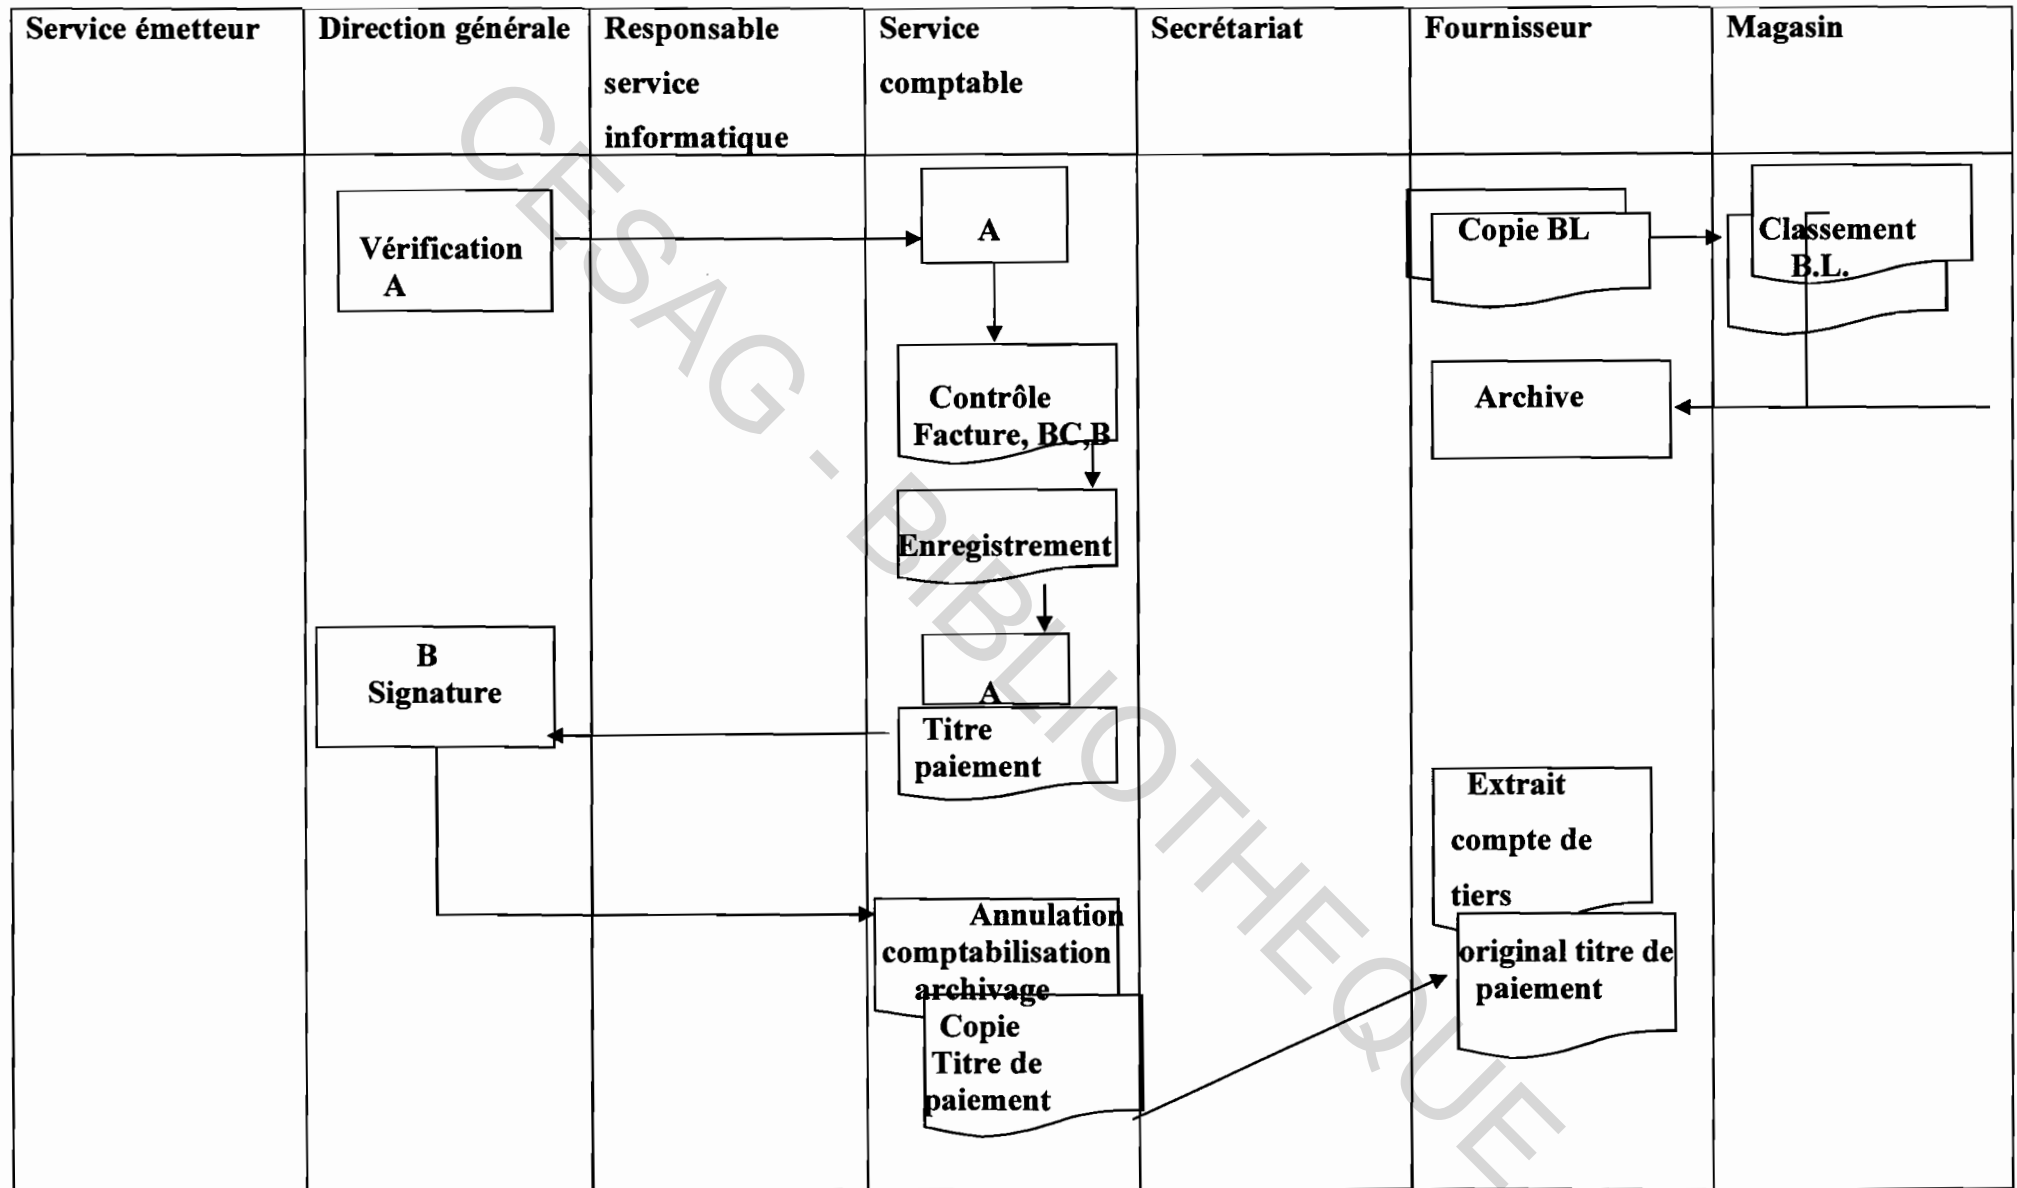 Service émetteur
Direction générale
Responsable
service
informatique
Service
comptable
Secrétariat
Fournisseur
Magasin
Vérification
A
A
Copie BL
Classement
B.L.
Contrôle
Facture, BC,B
Archive
Enregistrement
B
Signature
A
Titre
paiement
Extrait
compte de
tiers
Annulation
comptabilisation
archivage
original titre de
paiement
Copie
Titre de
paiement
CESAG - BIBLIOTHEQUE